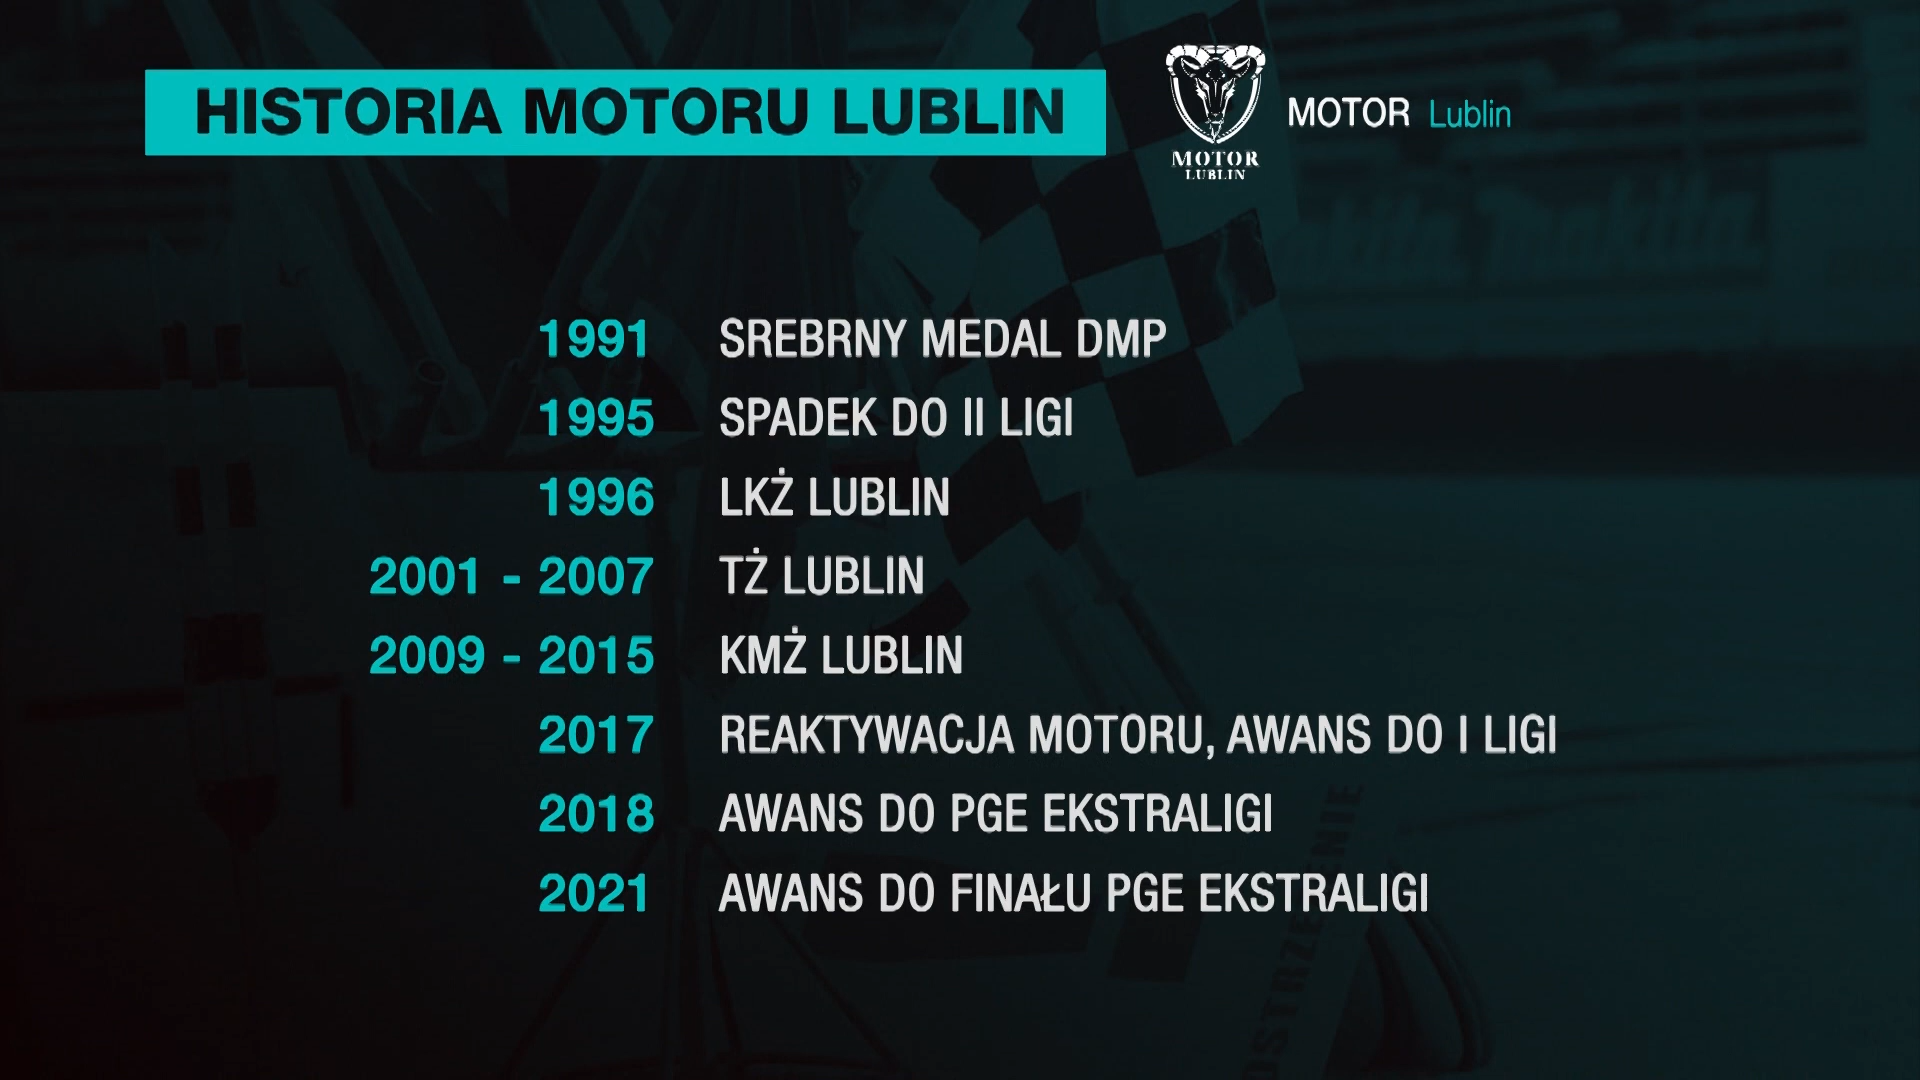 HISTORIA MOTORU LUBLIN
MOTOR
LUBLIN
MOTOR Lublin
1991 SREBRNY MEDAL DMP
1995 SPADEK DO II LIGI
1996 LKŻ LUBLIN
2001 - 2007 TŻ LUBLIN
2009 - 2015 KMŻ LUBLIN
2017 REAKTYWACJA MOTORU, AWANS DO I LIGI
2018 AWANS DO PGE EKSTRALIGI
2021 AWANS DO FINAŁU PGE EKSTRALIGI